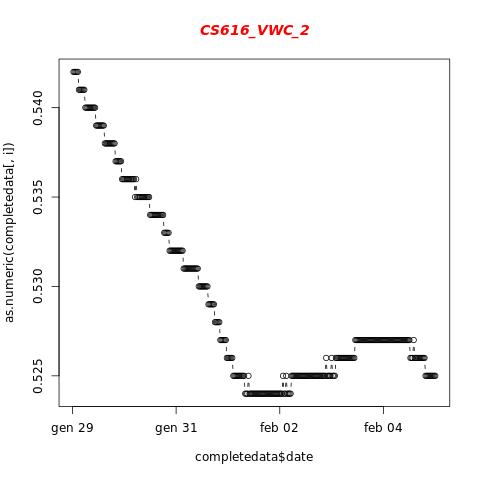 CS616_VWC_2
as.numeric(completedata[, i])
0.540
0.535
0.530
0.525
gen 29
gen 31
feb 02
feb 04
completedata$date